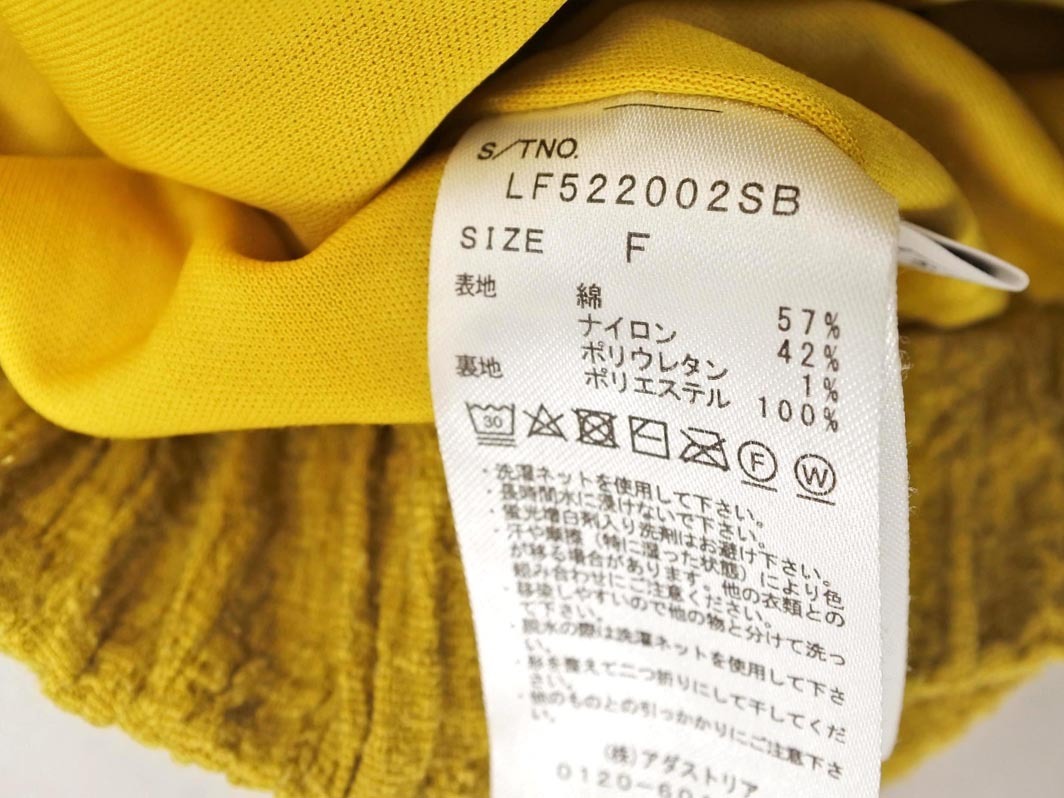 S/TNO.
LF522002SB
SIZE F
表地 綿 57%
ナイロン 42%
ポリウレタン 1%
裏地 ポリエステル 100%
30
F W
・洗濯ネットを使用して下さい。
・長時間水に浸けないで下さい。
・蛍光増白剤入り洗剤はお避け下さい。
・汗や摩擦（特に湿った状態）により色
が移る場合があります。他の衣類との
組み合わせにご注意ください。
・移染しやすいので他の物と分けて洗っ
て下さい。
・脱水の際は洗濯ネットを使用して下さ
い。
・形を整えて二つ折りにして干してくだ
さい。
・他のものとの引っかかりにご注意下さ
い。
(株)アダストリア
0120-60